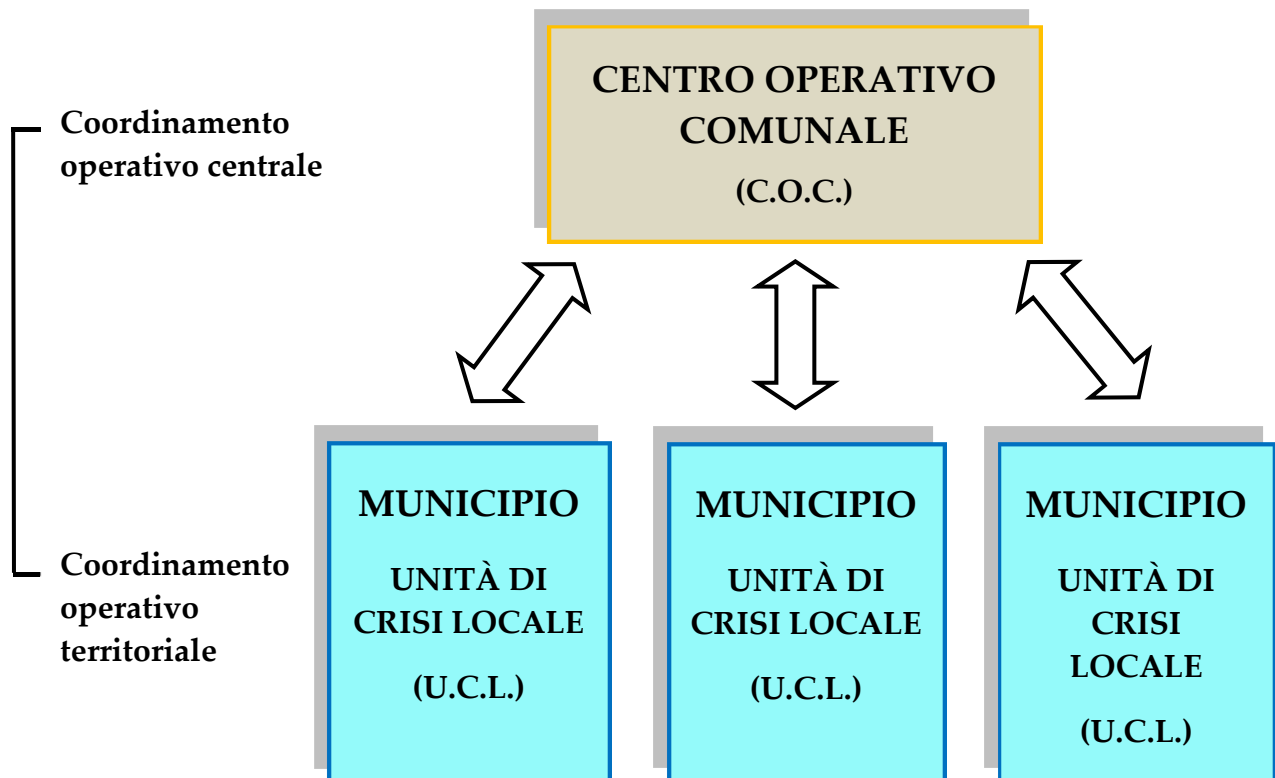 CENTRO OPERATIVO
COMUNALE
(C.O.C.)
Coordinamento
operativo centrale
MUNICIPIO
UNITÀ DI
CRISI LOCALE
(U.C.L.)
MUNICIPIO
UNITÀ DI
CRISI LOCALE
(U.C.L.)
MUNICIPIO
UNITÀ DI
CRISI
LOCALE
(U.C.L.)
Coordinamento
operativo
territoriale